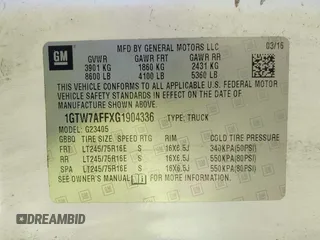 GM
MFD BY GENERAL MOTORS LLC
03/16
GVWR GAWR FRT GAWR RR
3901 KG 1860 KG 2431 KG
8600 LB 4100 LB 5360 LB
THIS VEHICLE CONFORMS TO ALL APPLICABLE U.S. FEDERAL MOTOR
VEHICLE SAFETY STANDARDS IN EFFECT ON THE DATE OF
MANUFACTURE SHOWN ABOVE.
1GTW7AFFXG1904336 TYPE: TRUCK
MODEL: G23405
GBBQ TIRE SIZE SPEED RTG RIM COLD TIRE PRESSURE
FRT LT245/75R16E S 16X6.5J 340KPA(50PSI)
RR LT245/75R16E S 16X6.5J 550KPA(80PSI)
SPA LT245/75R16E S 16X6.5J 550KPA(80PSI)
SEE OWNER'S MANUAL FOR MORE INFORMATION.
DREAMBID